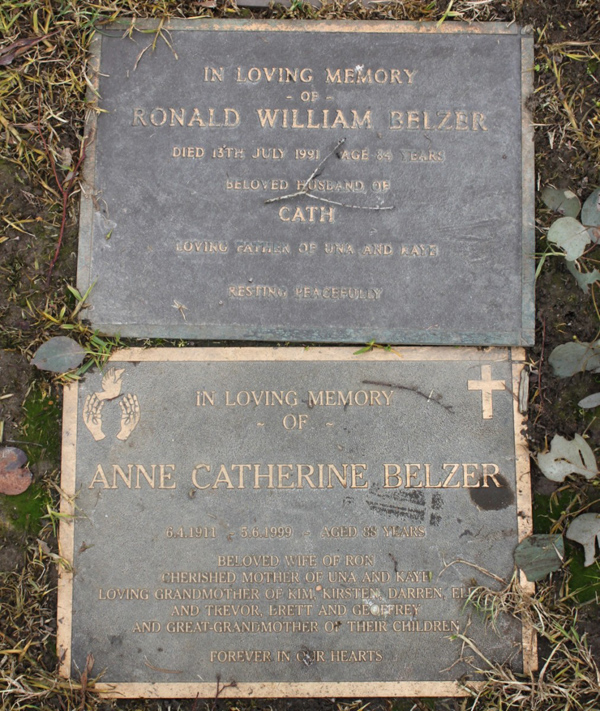 IN LOVING MEMORY
- OF -
RONALD WILLIAM BELZER
DIED 13TH JULY 1991 AGE 84 YEARS
BELOVED HUSBAND OF
CATH
LOVING FATHER OF UNA AND KAYE
RESTING PEACEFULLY
IN LOVING MEMORY
~ OF ~
ANNE CATHERINE BELZER
6.1.1911 - 5.6.1999 - AGED 88 YEARS
BELOVED WIFE OF RON
CHERISHED MOTHER OF UNA AND KAYE
LOVING GRANDMOTHER OF KIM, KIRSTEN, DARREN,
AND TREVOR, BRETT AND GEOFFREY
AND GREAT-GRANDMOTHER OF THEIR CHILDREN
FOREVER IN OUR HEARTS